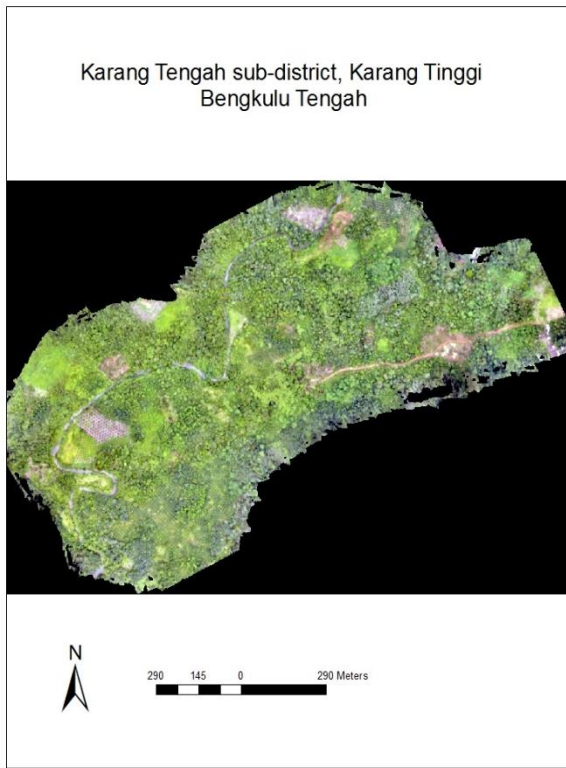 Karang Tengah sub-district, Karang Tinggi
Bengkulu Tengah
N
290 145 0 290 Meters